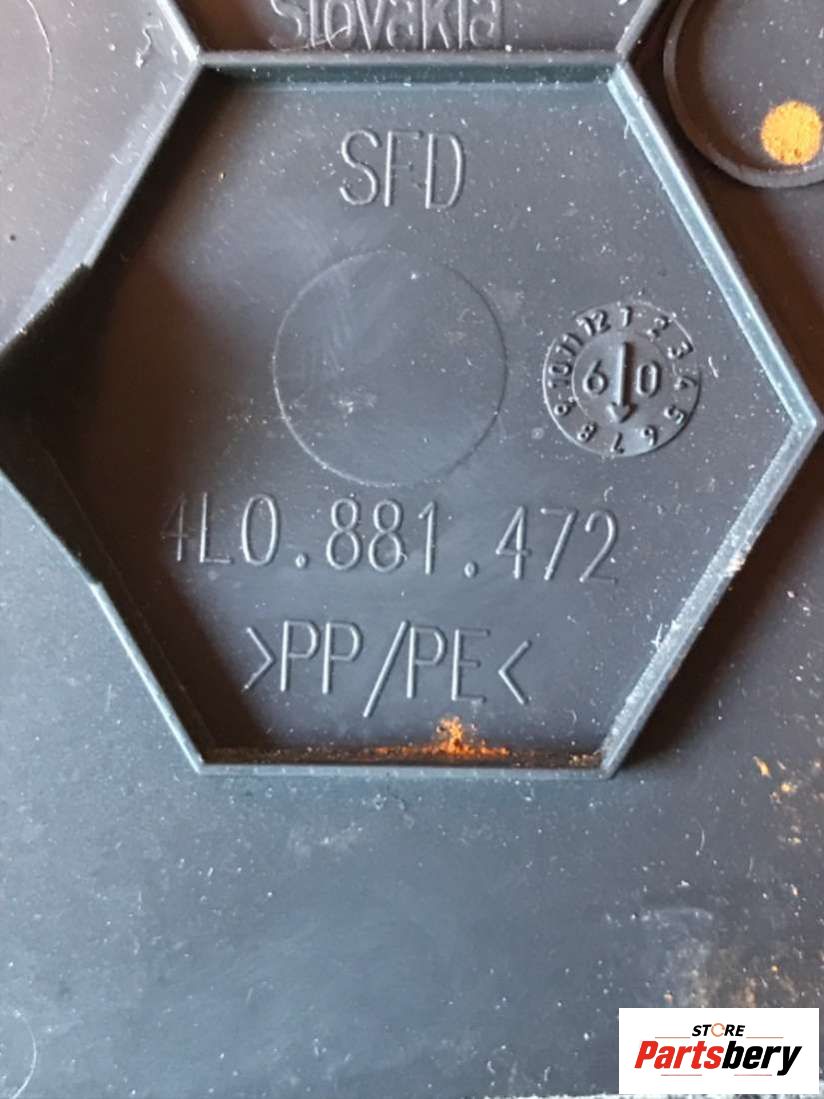 Slovakia
SFD
12 1 2 3 4 5 6 7 8 9 10 11
6 0
4L0.881.472
>PP/PE<
STORE
Partsbery